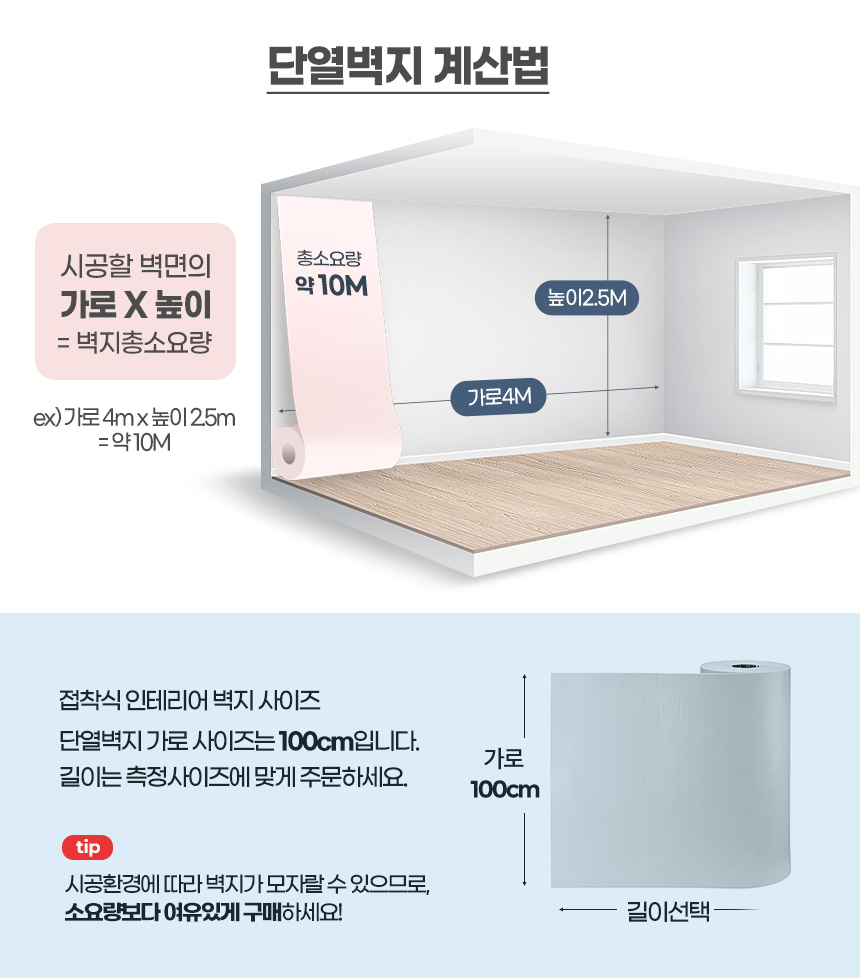 단열벽지 계산법
시공할 벽면의
가로 X 높이
= 벽지총소요량
ex) 가로 4m x 높이 2.5m
= 약 10M
총소요량
약 10M
높이2.5M
가로4M
접착식 인테리어 벽지 사이즈
단열벽지 가로 사이즈는 100cm입니다.
길이는 측정사이즈에 맞게 주문하세요.
가로
100cm
길이선택
tip
시공환경에 따라 벽지가 모자랄 수 있으므로,
소요량보다 여유있게 구매하세요!